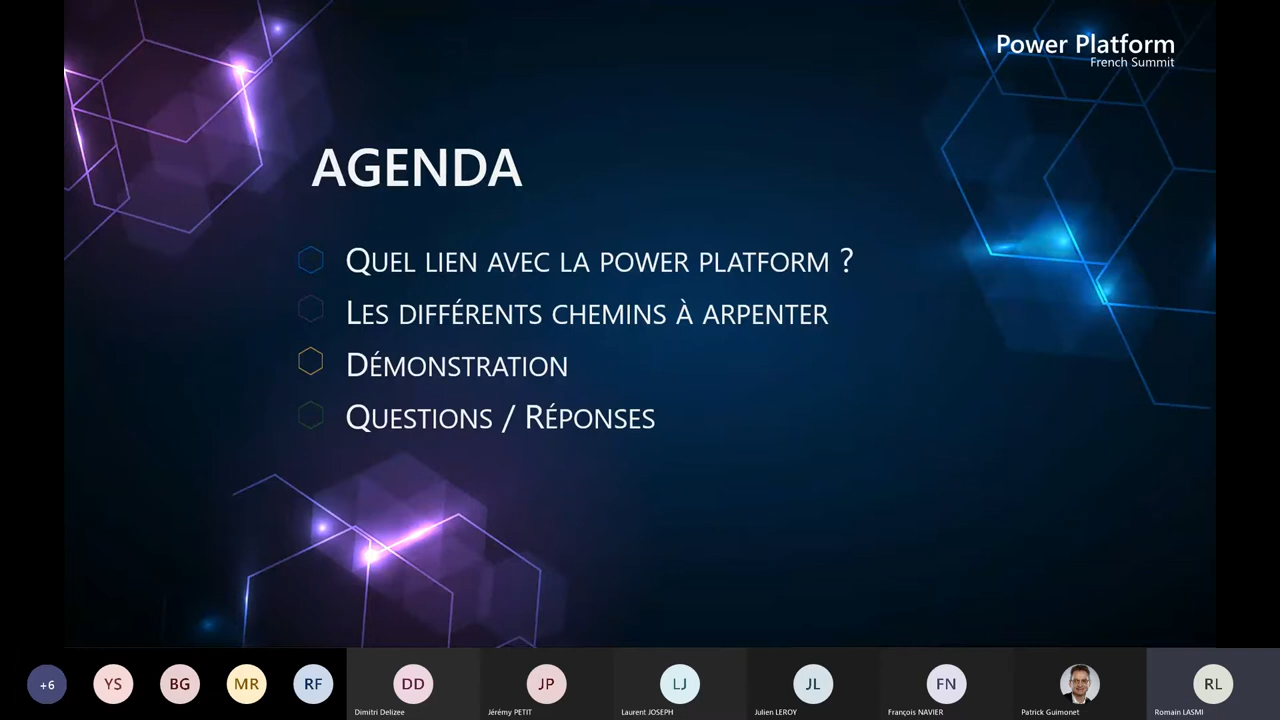 Power Platform
French Summit
AGENDA
QUEL LIEN AVEC LA POWER PLATFORM ?
LES DIFFÉRENTS CHEMINS À ARPENTER
DÉMONSTRATION
QUESTIONS / RÉPONSES
+6
YS
BG
MR
RF
DD
JP
LJ
JL
FN
RL
Dimitri Delizee
Jérémy PETIT
Laurent JOSEPH
Julien LEROY
François NAVIER
Patrick Guimonet
Romain LASMI